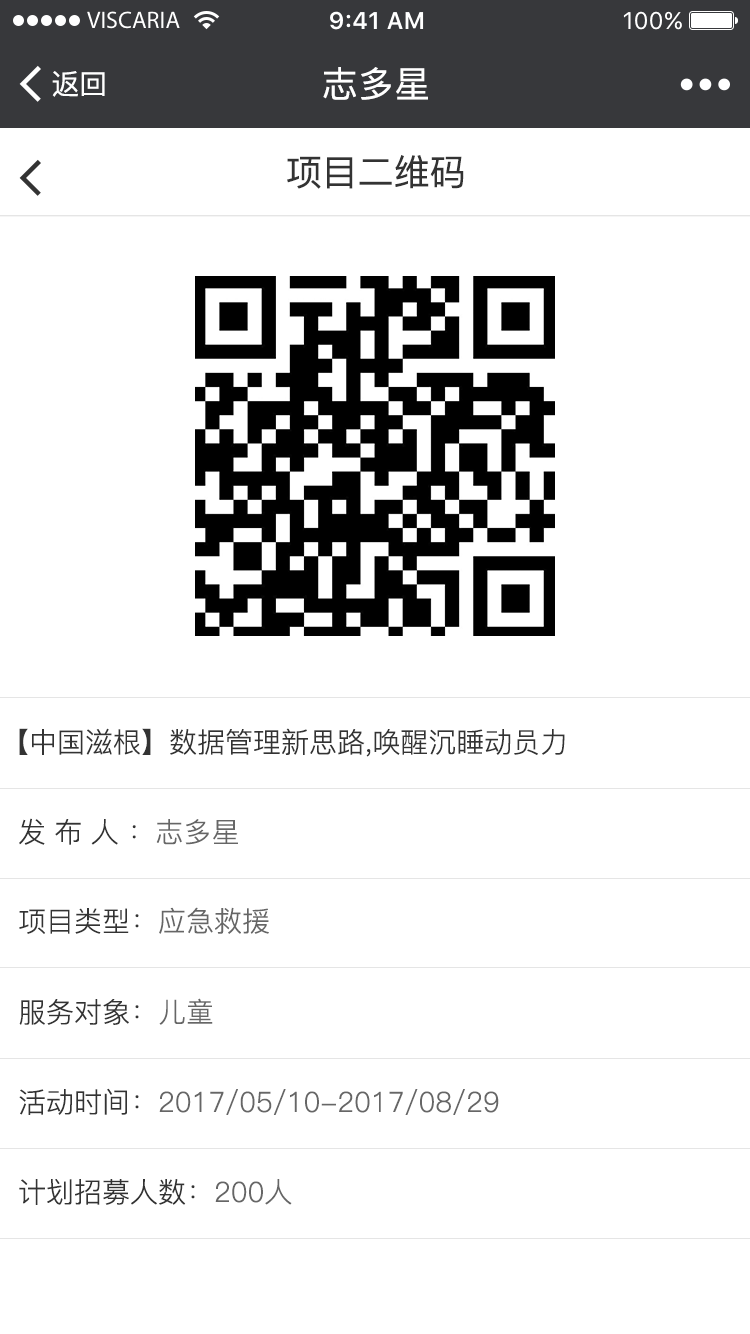 VISCARIA 9:41 AM 100%
返回 志多星
项目二维码
【中国滋根】数据管理新思路,唤醒沉睡动员力
发 布 人 : 志多星
项目类型: 应急救援
服务对象: 儿童
活动时间: 2017/05/10-2017/08/29
计划招募人数: 200人